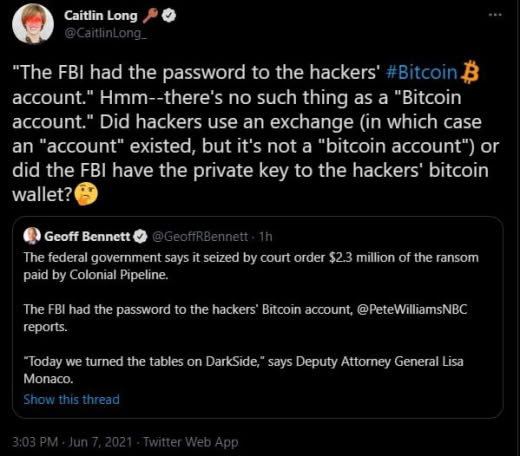 Caitlin Long 🔑
@CaitlinLong_
"The FBI had the password to the hackers' #Bitcoin
account." Hmm--there's no such thing as a "Bitcoin
account." Did hackers use an exchange (in which case
an "account" existed, but it's not a "bitcoin account") or
did the FBI have the private key to the hackers' bitcoin
wallet?🤔
Geoff Bennett @GeoffRBennett · 1h
The federal government says it seized by court order $2.3 million of the ransom
paid by Colonial Pipeline.
The FBI had the password to the hackers' Bitcoin account, @PeteWilliamsNBC
reports.
"Today we turned the tables on DarkSide," says Deputy Attorney General Lisa
Monaco.
Show this thread
3:03 PM · Jun 7, 2021 · Twitter Web App